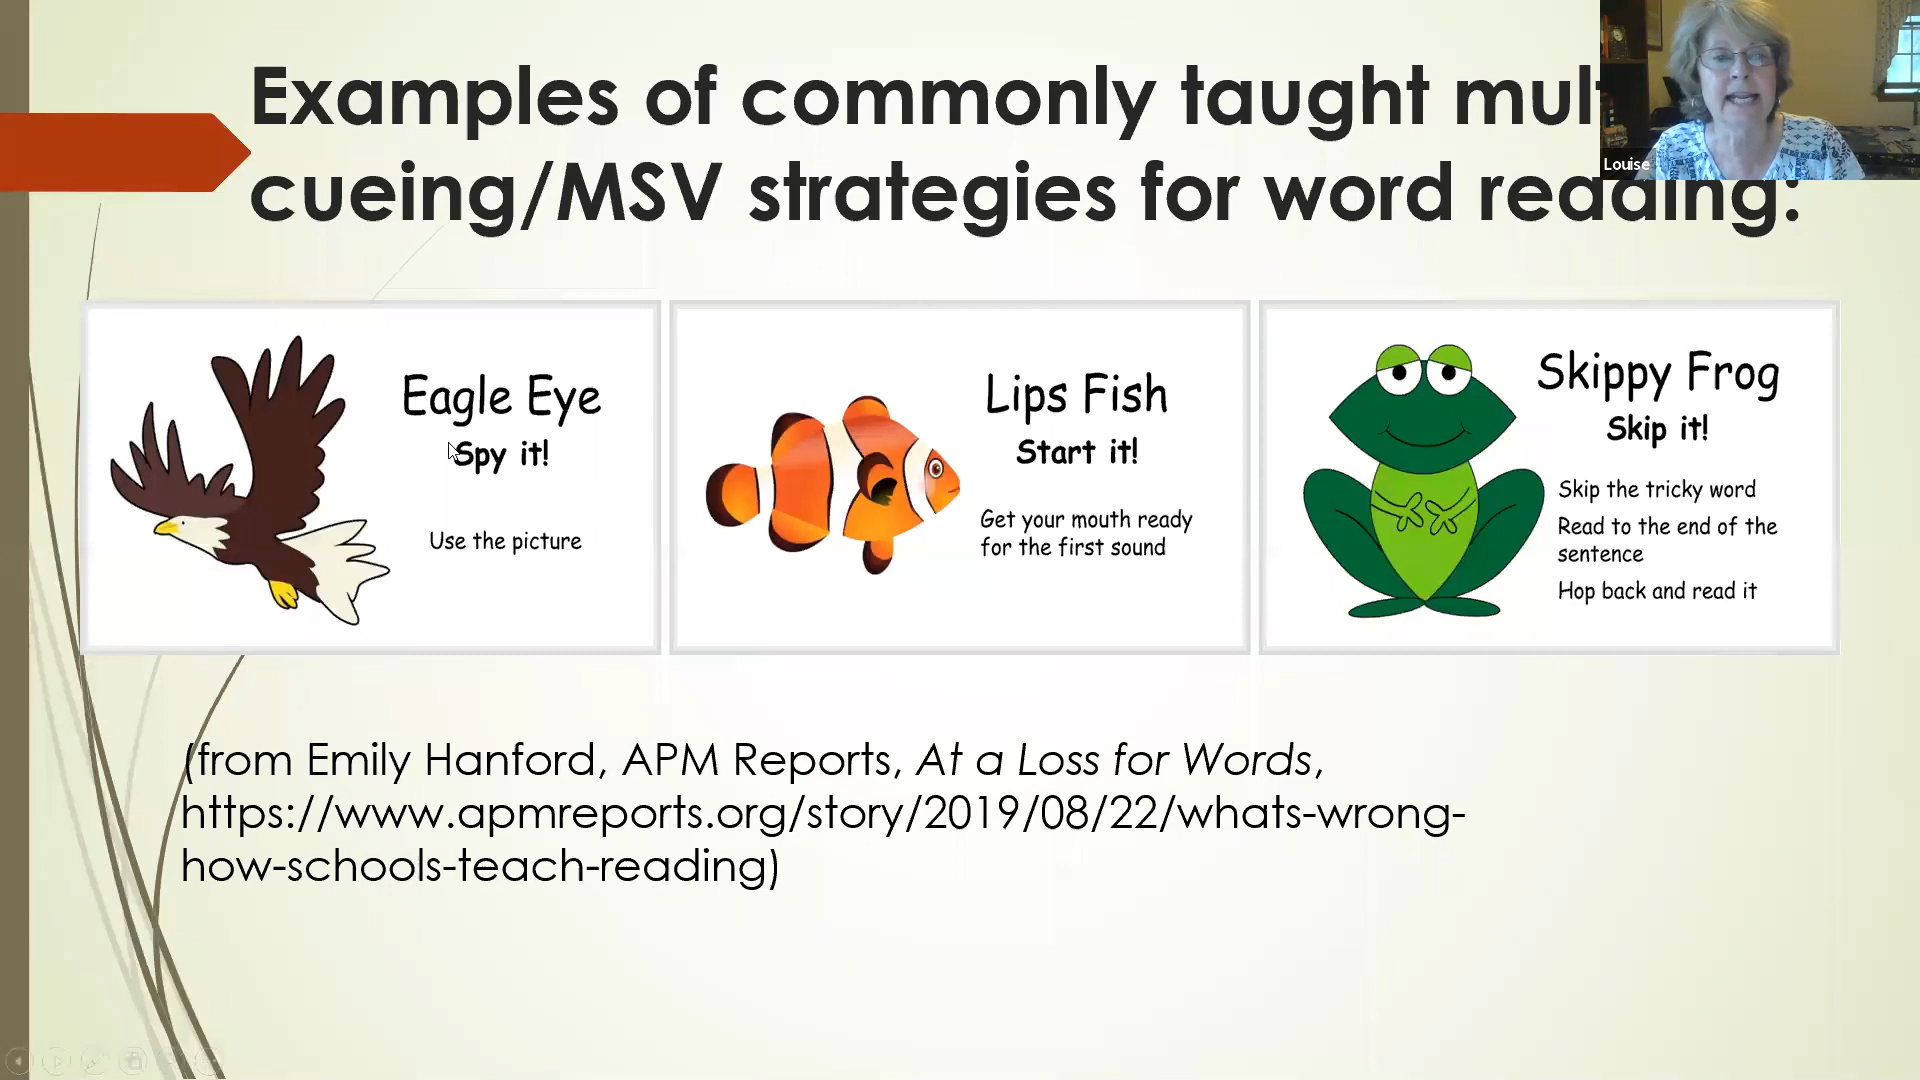 Examples of commonly taught mul
cueing/MSV strategies for word reading:
Louise
Eagle Eye
Spy it!
Use the picture
Lips Fish
Start it!
Get your mouth ready
for the first sound
Skippy Frog
Skip it!
Skip the tricky word
Read to the end of the
sentence
Hop back and read it
(from Emily Hanford, APM Reports, At a Loss for Words,
https://www.apmreports.org/story/2019/08/22/whats-wrong-
how-schools-teach-reading)